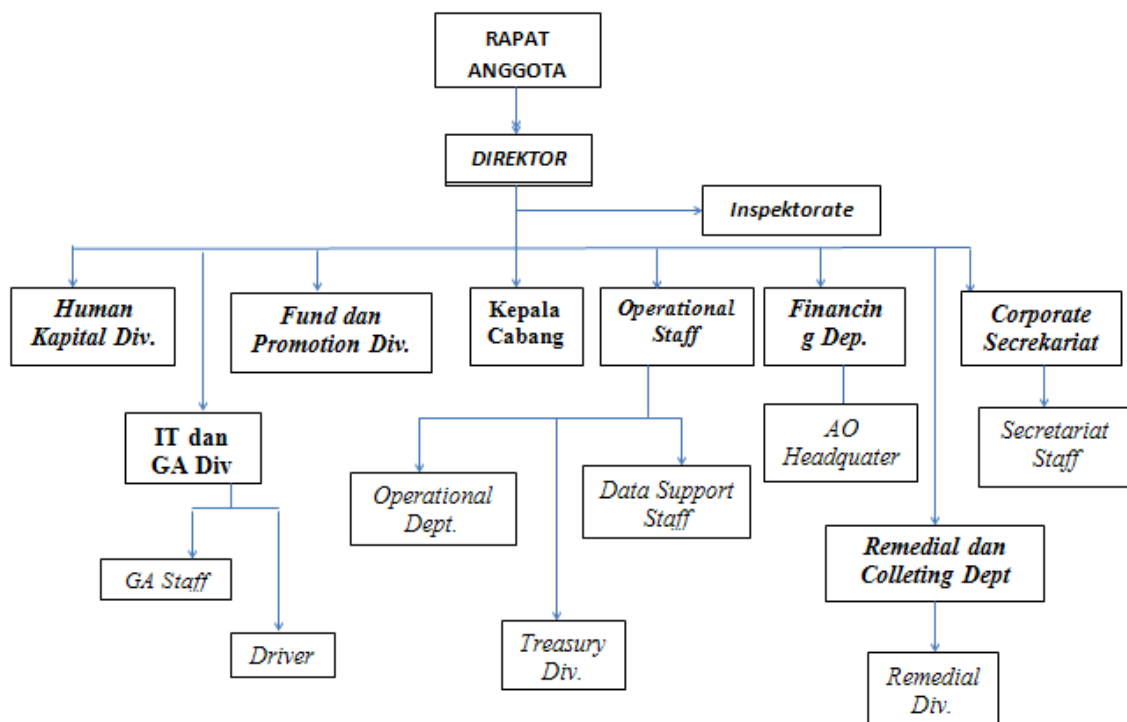 RAPAT
ANGGOTA
DIREKTOR
Inspektorate
Human
Kapital Div.
Fund dan
Promotion Div.
Kepala
Cabang
Operational
Staff
Financin
g Dep.
Corporate
Secrekariat
IT dan
GA Div
AO
Headquater
Secretariat
Staff
Operational
Dept.
Data Support
Staff
Remedial dan
Colleting Dept
GA Staff
Driver
Treasury
Div.
Remedial
Div.